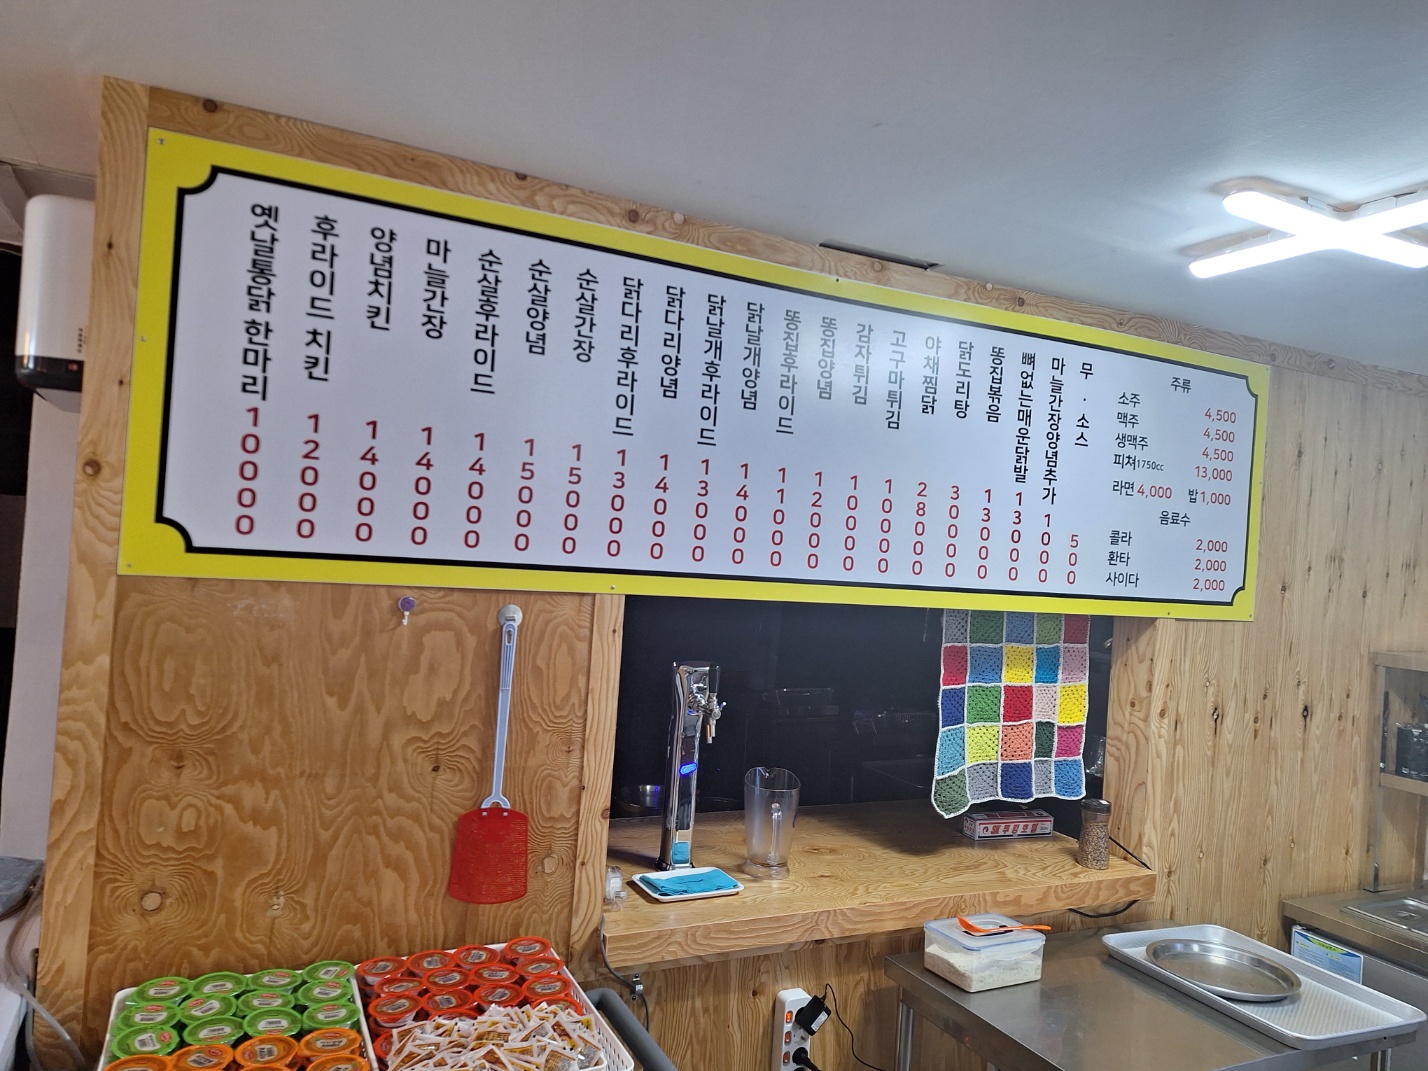 옛날통닭 한마리 10000
후라이드 치킨 12000
양념치킨 14000
마늘간장 14000
순살후라이드 14000
순살양념 15000
순살간장 15000
닭다리후라이드 13000
닭다리양념 14000
닭날개후라이드 13000
닭날개양념 14000
똥집후라이드 11000
똥집양념 12000
감자튀김 10000
고구마튀김 10000
야채찜닭 28000
닭도리탕 30000
똥집볶음 13000
뼈없는매운닭발 13000
마늘간장양념추가 1000
무 · 소스 500
주류
소주 4,500
맥주 4,500
생맥주 4,500
피쳐1750cc 13,000
라면 4,000 밥 1,000
음료수
콜라 2,000
환타 2,000
사이다 2,000